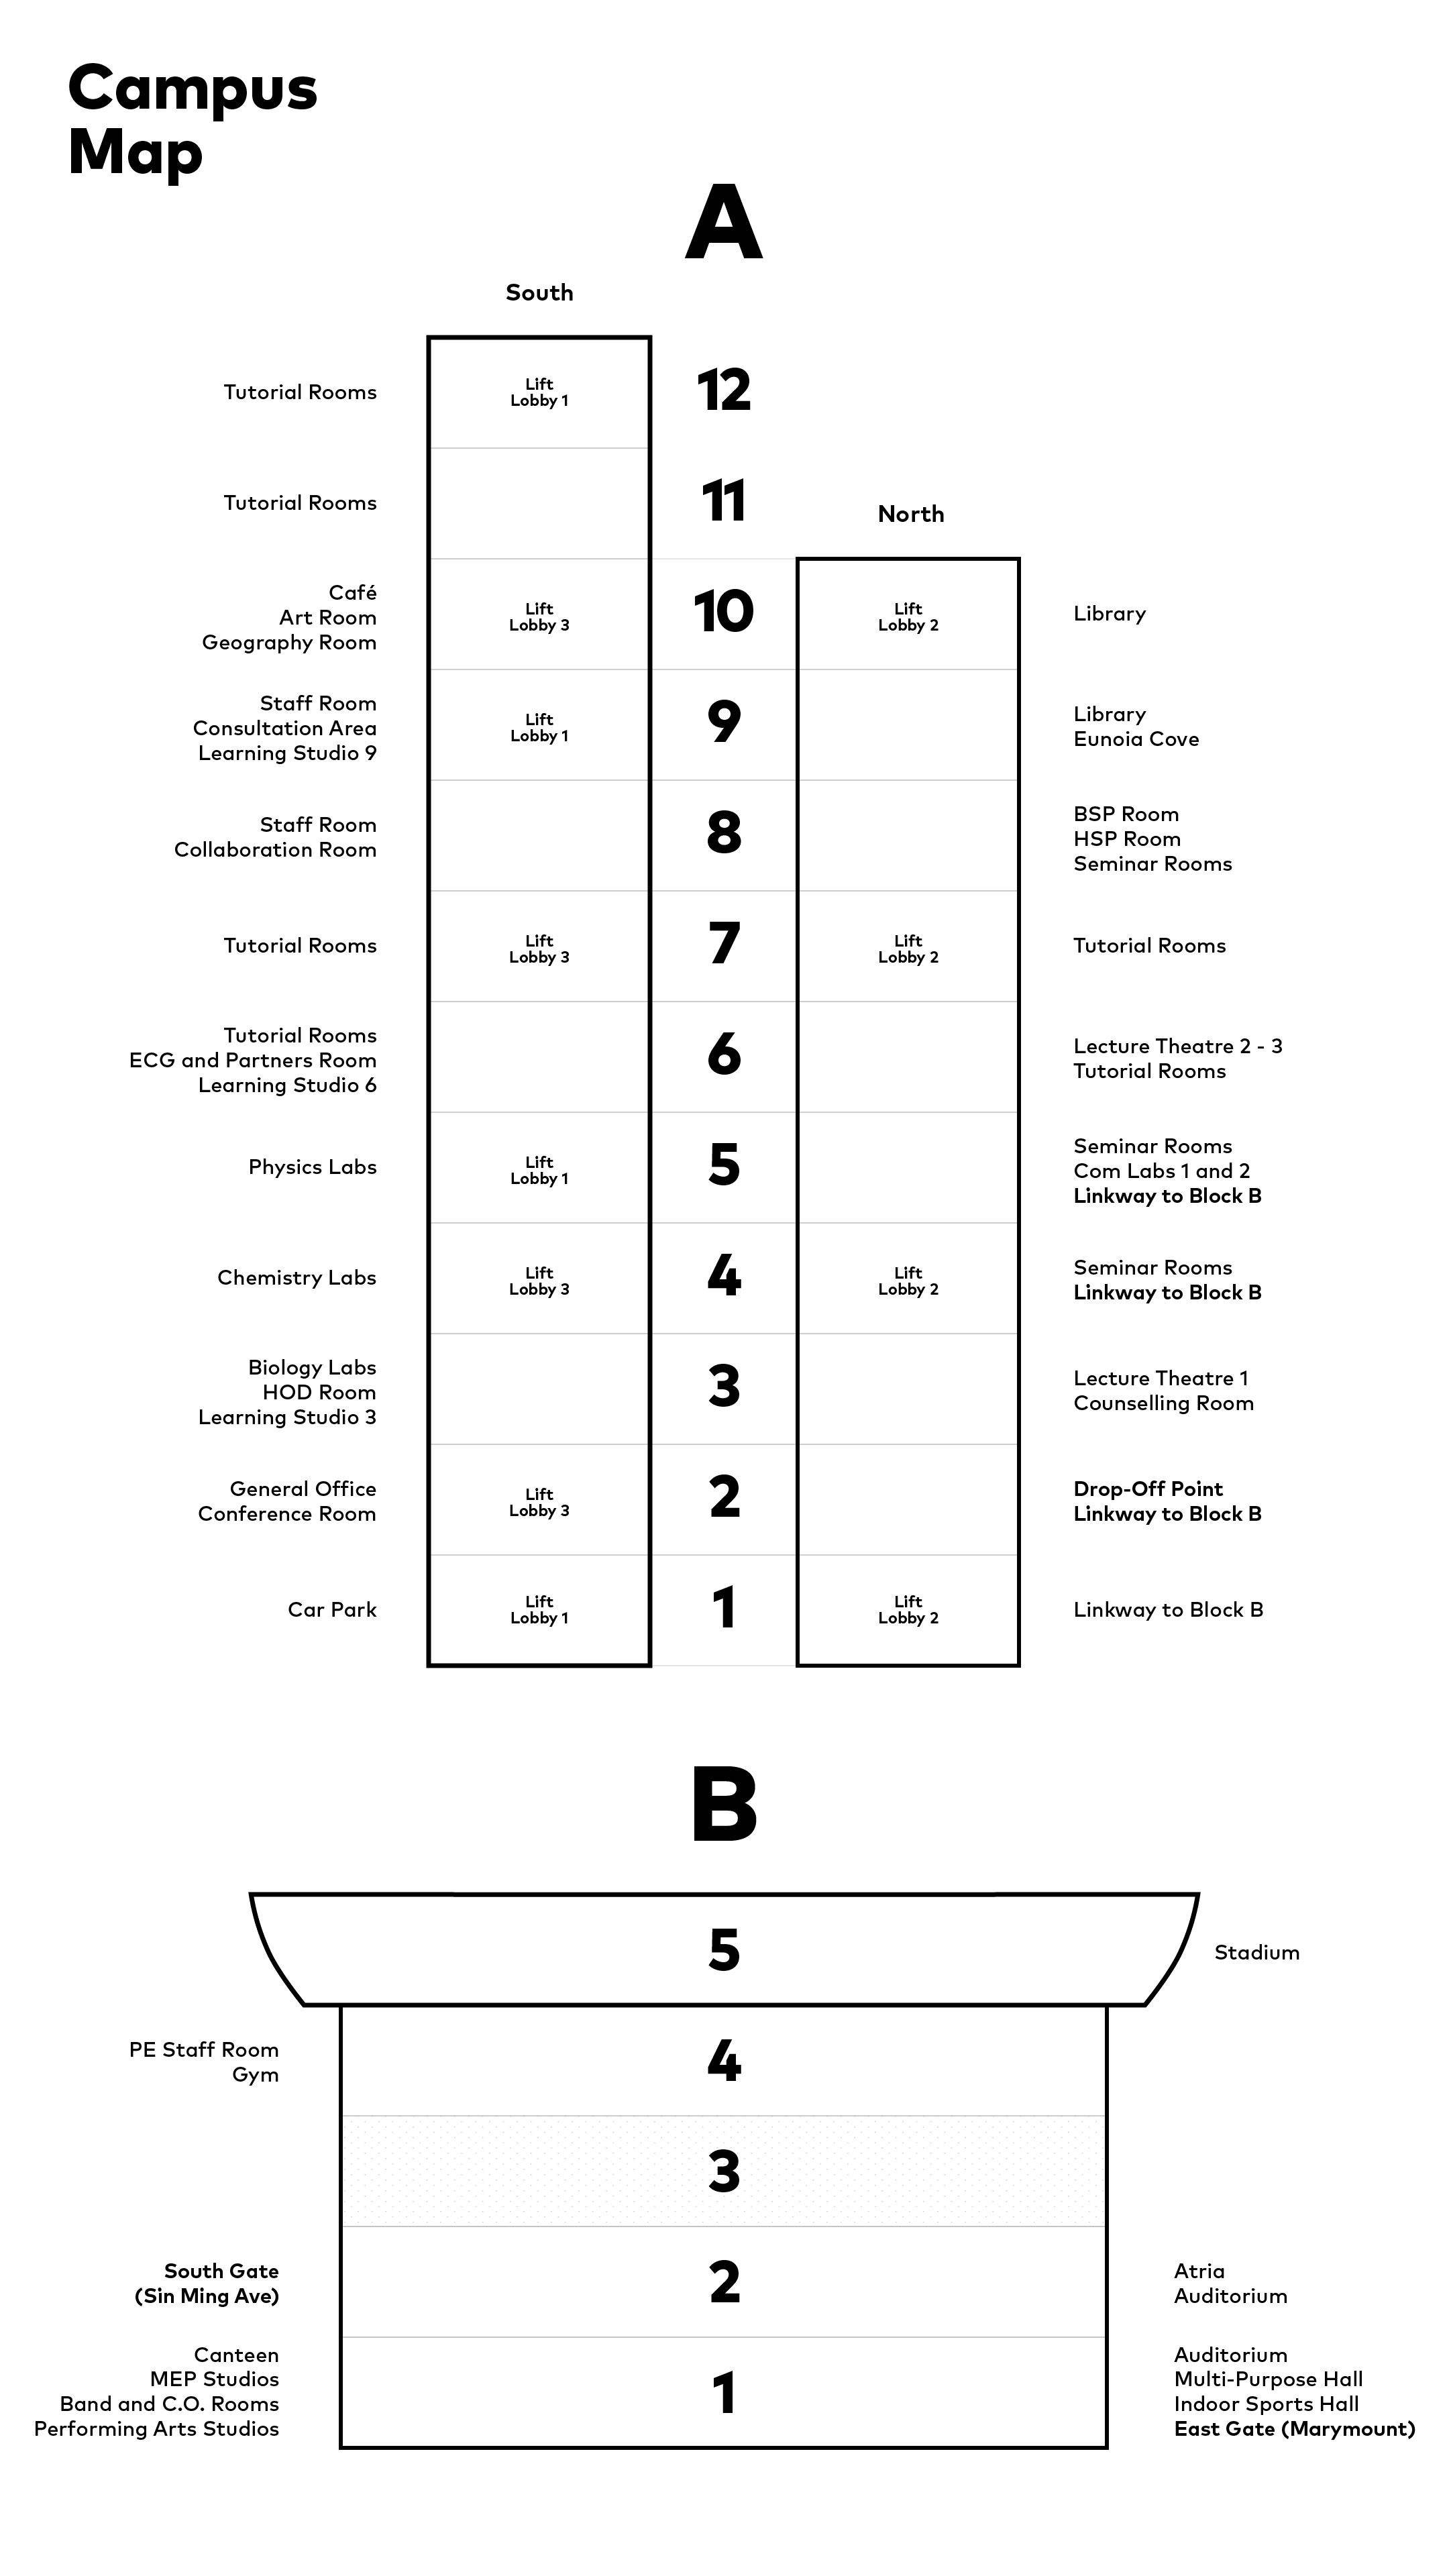 Campus
Map
A
South
Tutorial Rooms
Lift
Lobby 1
12
Tutorial Rooms
11
North
Café
Art Room
Geography Room
Lift
Lobby 3
10
Lift
Lobby 2
Library
Staff Room
Consultation Area
Learning Studio 9
Lift
Lobby 1
9
Library
Eunoia Cove
Staff Room
Collaboration Room
8
BSP Room
HSP Room
Seminar Rooms
Tutorial Rooms
Lift
Lobby 3
7
Lift
Lobby 2
Tutorial Rooms
Tutorial Rooms
ECG and Partners Room
Learning Studio 6
6
Lecture Theatre 2 - 3
Tutorial Rooms
Physics Labs
Lift
Lobby 1
5
Seminar Rooms
Com Labs 1 and 2
Linkway to Block B
Chemistry Labs
Lift
Lobby 3
4
Lift
Lobby 2
Seminar Rooms
Linkway to Block B
Biology Labs
HOD Room
Learning Studio 3
3
Lecture Theatre 1
Counselling Room
General Office
Conference Room
Lift
Lobby 3
2
Drop-Off Point
Linkway to Block B
Car Park
Lift
Lobby 1
1
Lift
Lobby 2
Linkway to Block B
B
5
Stadium
PE Staff Room
Gym
4
3
South Gate
(Sin Ming Ave)
2
Atria
Auditorium
Canteen
MEP Studios
Band and C.O. Rooms
Performing Arts Studios
1
Auditorium
Multi-Purpose Hall
Indoor Sports Hall
East Gate (Marymount)